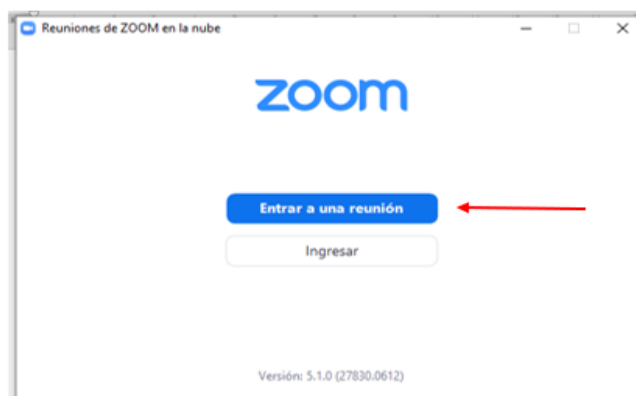 Reuniones de ZOOM en la nube
zoom
Entrar a una reunión
Ingresar
Versión: 5.1.0 (27830.0612)